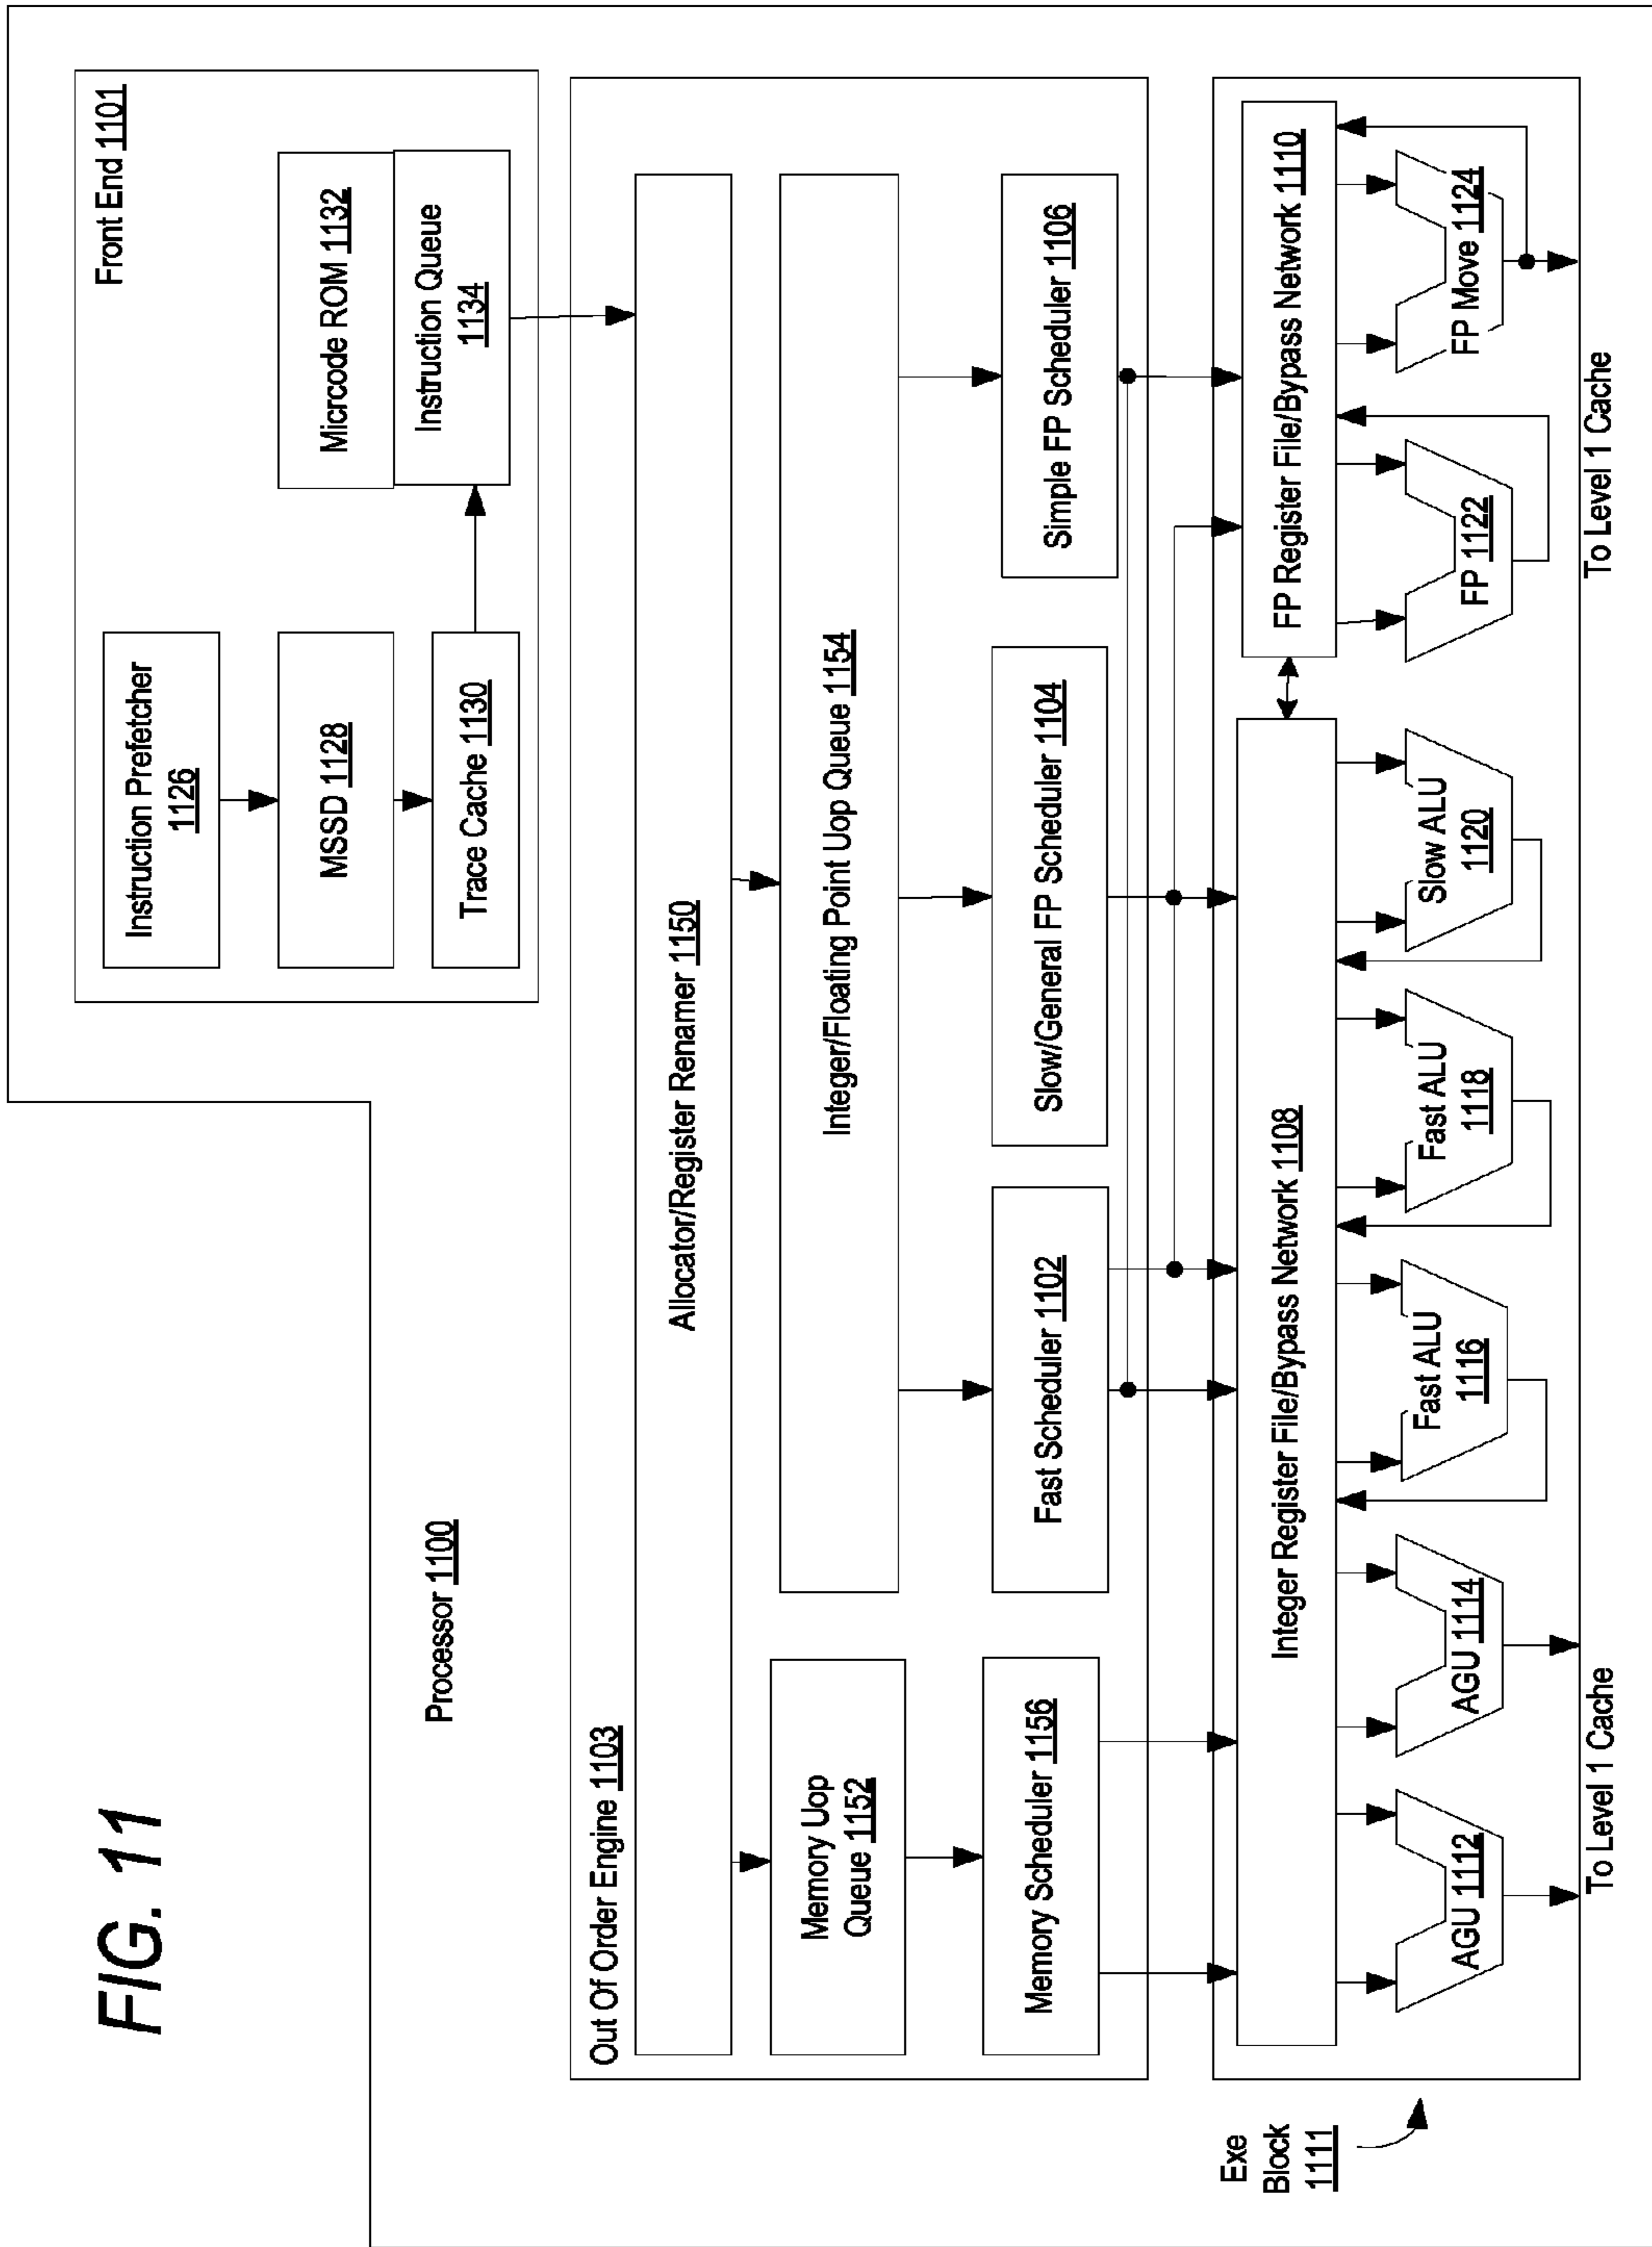 FIG. 11
Processor 1100
Front End 1101
Instruction Prefetcher
1126
MSSD 1128
Trace Cache 1130
Microde ROM 1132
Instruction Queue
1134
Out Of Order Engine 1103
Allocator/Register Renamer 1150
Memory Uop
Queue 1152
Integer/Floating Point Uop Queue 1154
Memory Scheduler 1156
Fast Scheduler 1102
Slow/General FP Scheduler 1104
Simple FP Scheduler 1106
Exe
Block
1111
Integer Register File/Bypass Network 1108
FP Register File/Bypass Network 1110
AGU 1112
AGU 1114
Fast ALU
1116
Fast ALU
1118
Slow ALU
1120
FP 1122
FP Move 1124
To Level 1 Cache
To Level 1 Cache